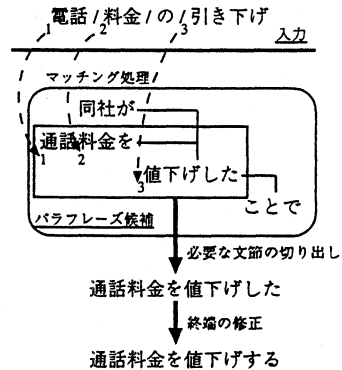 電話/料金/の/引き下げ
1 2 3
入力
マッチング処理
同社が
通話料金を
1 2
値下げした
3
ことで
パラフレーズ候補
必要な文節の切り出し
通話料金を値下げした
終端の修正
通話料金を値下げする